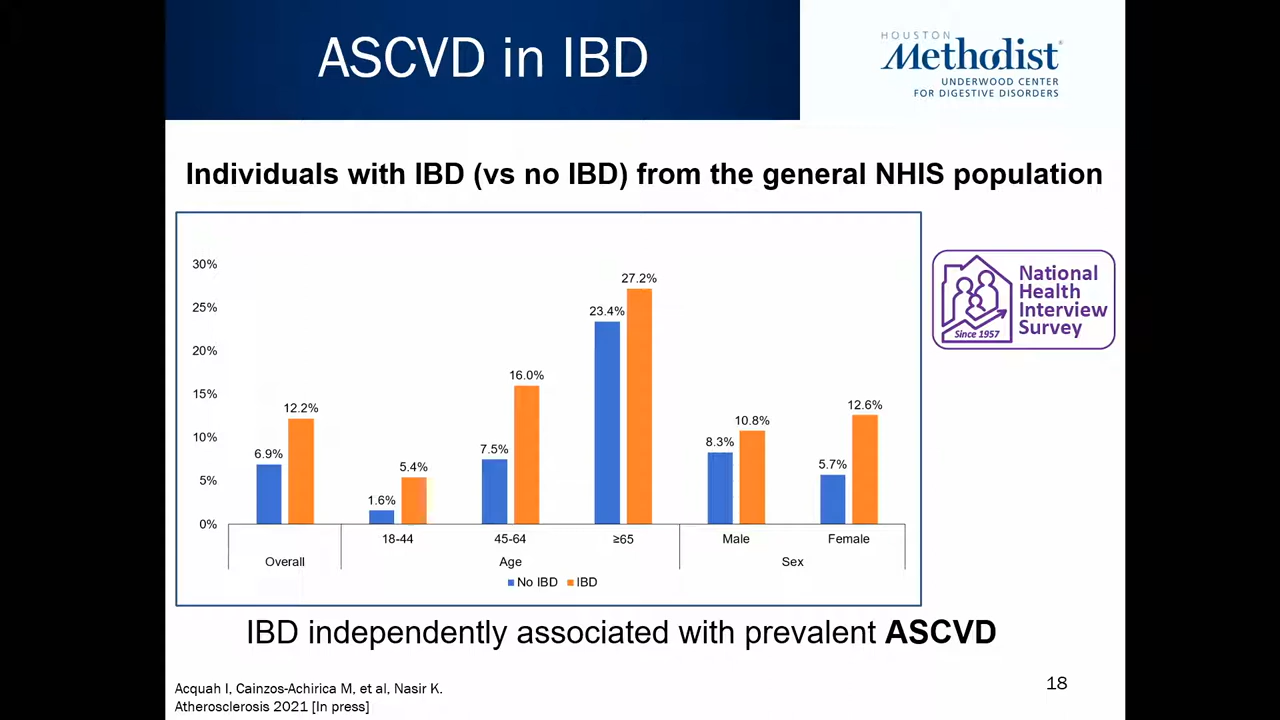 ASCVD in IBD
HOUSTON
Methodist®
UNDERWOOD CENTER
FOR DIGESTIVE DISORDERS
Individuals with IBD (vs no IBD) from the general NHIS population
30%
25%
20%
15%
10%
5%
0%
6.9%
12.2%
1.6%
5.4%
7.5%
16.0%
23.4%
27.2%
8.3%
10.8%
5.7%
12.6%
18-44
45-64
≥65
Male
Female
Overall
Age
Sex
No IBD
IBD
National
Health
Interview
Survey
Since 1957
IBD independently associated with prevalent ASCVD
Acquah I, Cainzos-Achirica M, et al, Nasir K.
Atherosclerosis 2021 [In press]
18